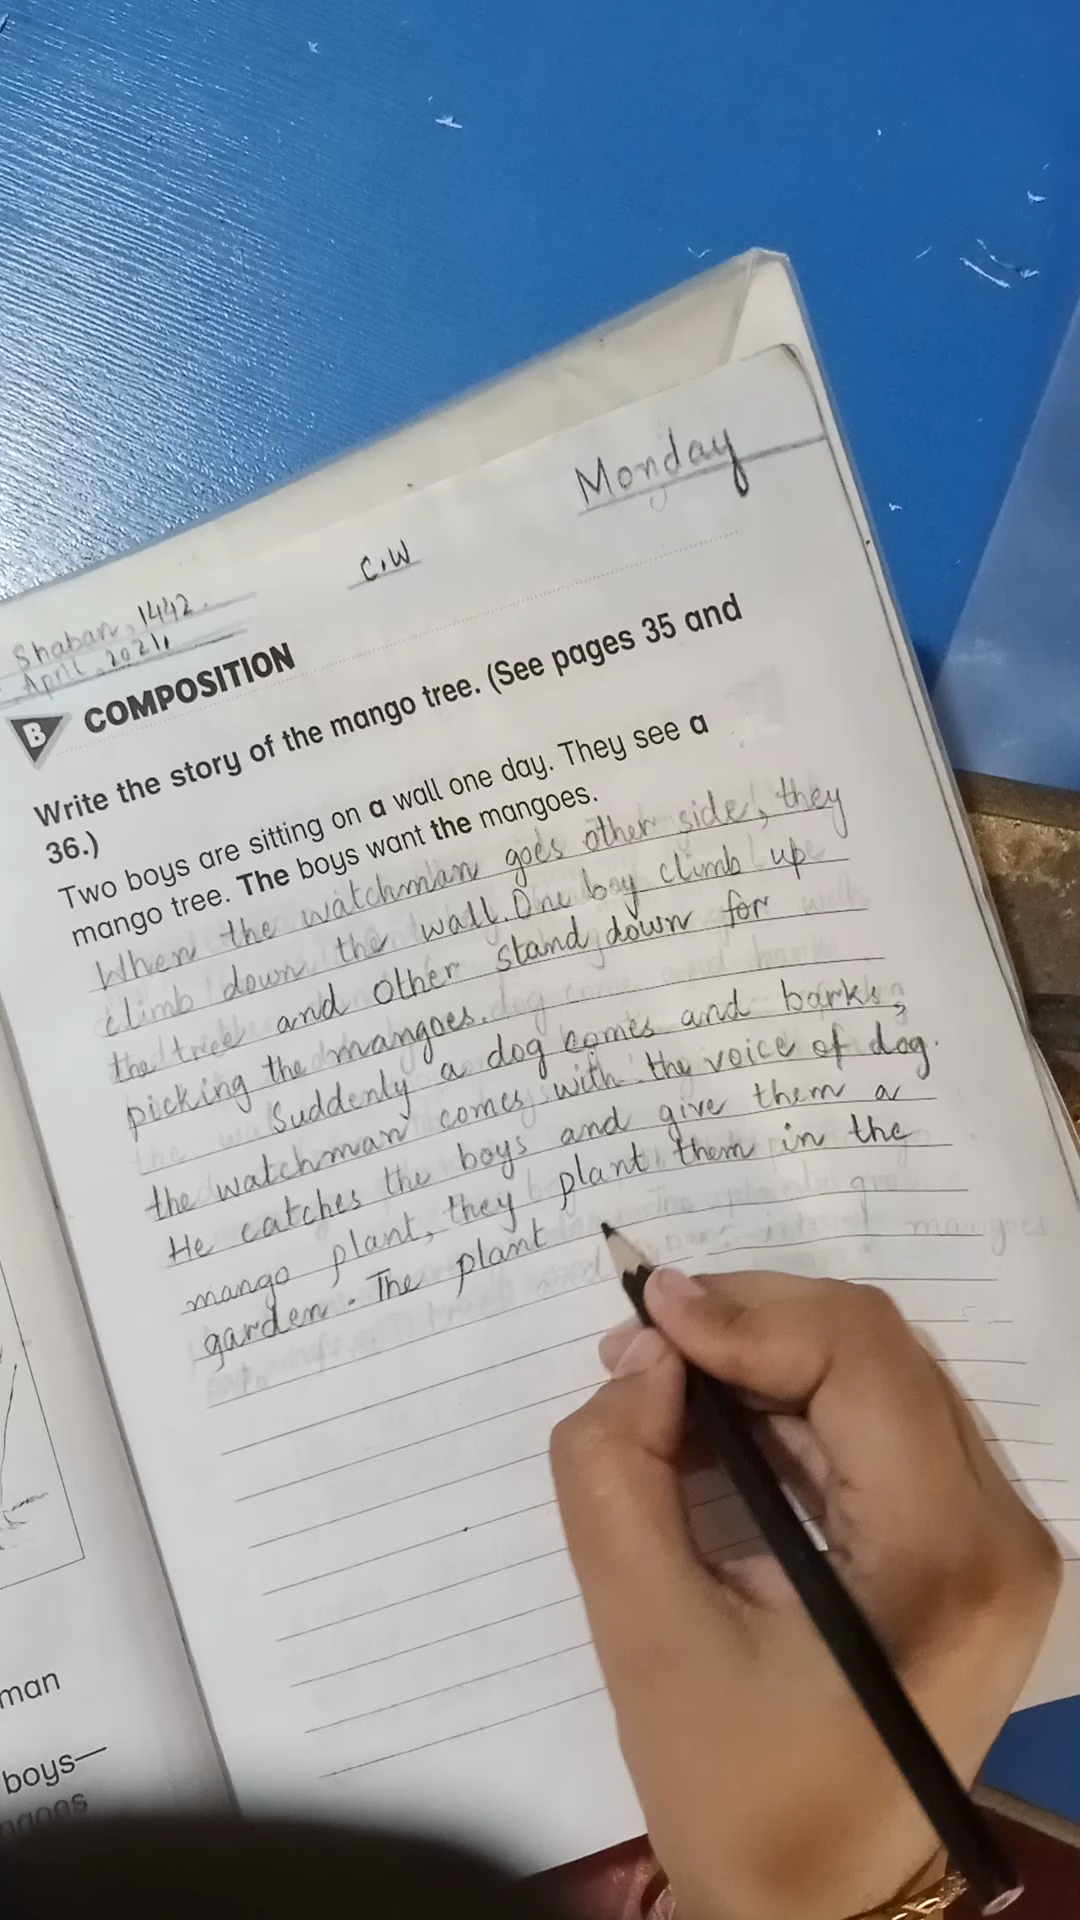 Monday
C.W
Shaban, 1442.
April, 2021.
B COMPOSITION
Write the story of the mango tree. (See pages 35 and
36.)
Two boys are sitting on a wall one day. They see a
mango tree. The boys want the mangoes.
When the watchman goes other side, they
climb down the wall. One boy climb up
the tree and other stand down for
picking the mangoes.
Suddenly a dog comes and barks,
the watchman comes with the voice of dog.
He catches the boys and give them a
mango plant, they plant them in the
garden. The plant
man
boys—